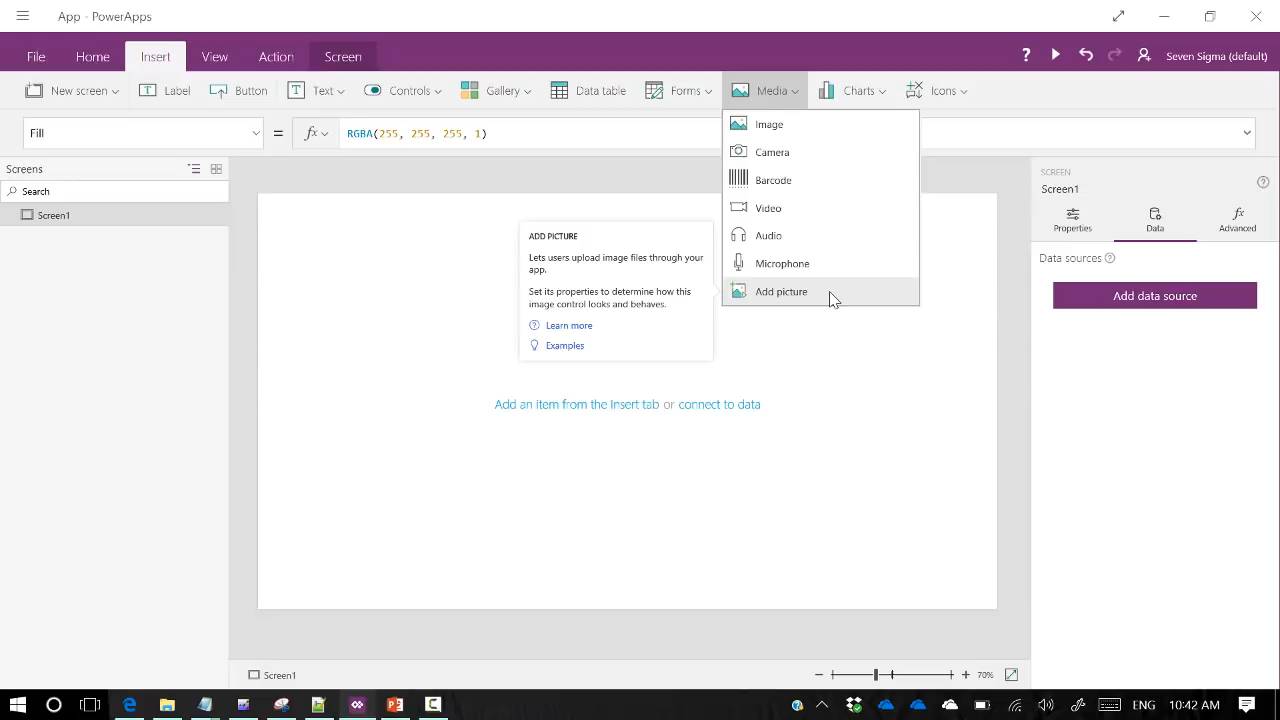 App - PowerApps
File
Home
Insert
View
Action
Screen
?
Seven Sigma (default)
New screen
Label
Button
Text
Controls
Gallery
Data table
Forms
Media
Charts
Icons
Fill
=
fx
RGBA(255, 255, 255, 1)
Image
Camera
Barcode
Video
Audio
Microphone
Add picture
Screens
Search
Screen1
ADD PICTURE
Lets users upload image files through your
app.
Set its properties to determine how this
image control looks and behaves.
Learn more
Examples
Add an item from the Insert tab or connect to data
SCREEN
Screen1
Properties
Data
fx
Advanced
Data sources
Add data source
Screen1
70%
ENG
10:42 AM